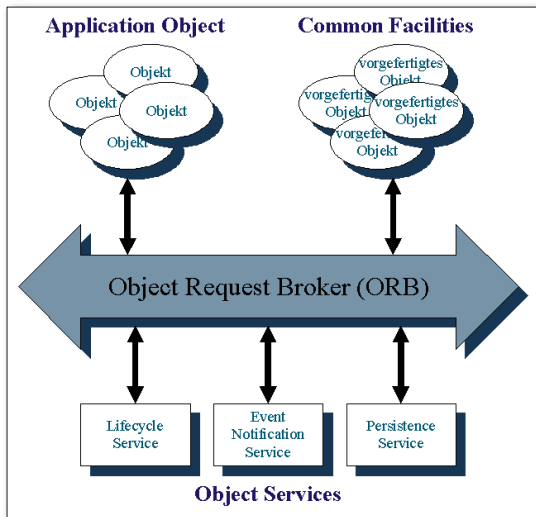 Application Object
Common Facilities
Objekt
Objekt
Objekt
Objekt
vorgefertigtes
Objekt
vorgefertigtes
Objekt
vorgefertigtes
Objekt
Objekt
Object Request Broker (ORB)
Lifecycle
Service
Event
Notification
Service
Persistence
Service
Object Services